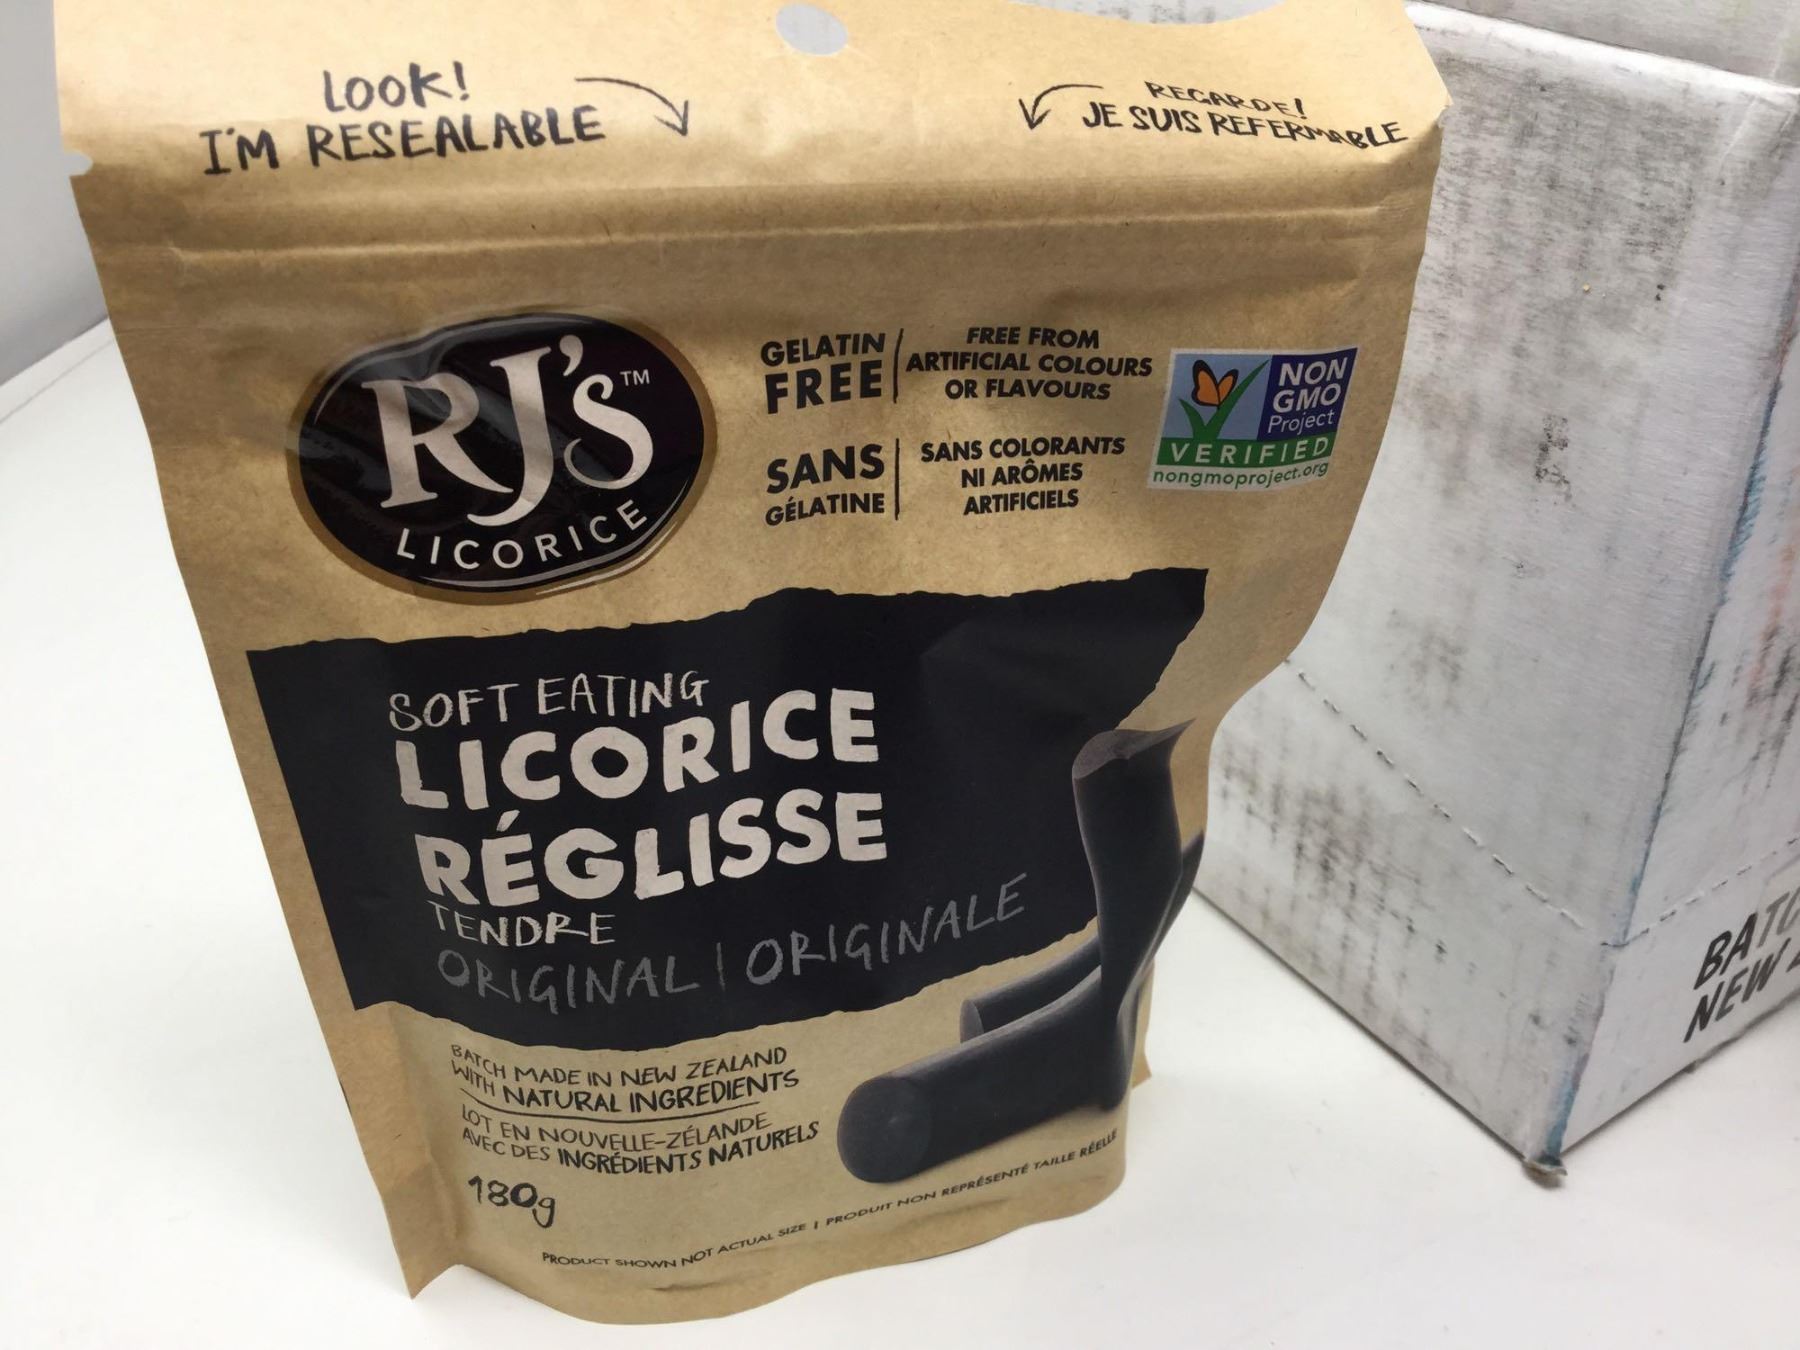 LOOK!
I'M RESEALABLE
REGARDE!
JE SUIS REFERMABLE
RJ'S™
LICORICE
GELATIN
FREE
FREE FROM
ARTIFICIAL COLOURS
OR FLAVOURS
SANS
GÉLATINE
SANS COLORANTS
NI ARÔMES
ARTIFICIELS
NON
GMO
Project
VERIFIED
nongmoproject.org
SOFT EATING
LICORICE
RÉGLISSE
TENDRE
ORIGINAL | ORIGINALE
BATCH MADE IN NEW ZEALAND
WITH NATURAL INGREDIENTS
LOT EN NOUVELLE-ZÉLANDE
AVEC DES INGRÉDIENTS NATURELS
180g
PRODUCT SHOWN NOT ACTUAL SIZE | PRODUIT NON REPRÉSENTÉ TAILLE RÉELLE
NEW